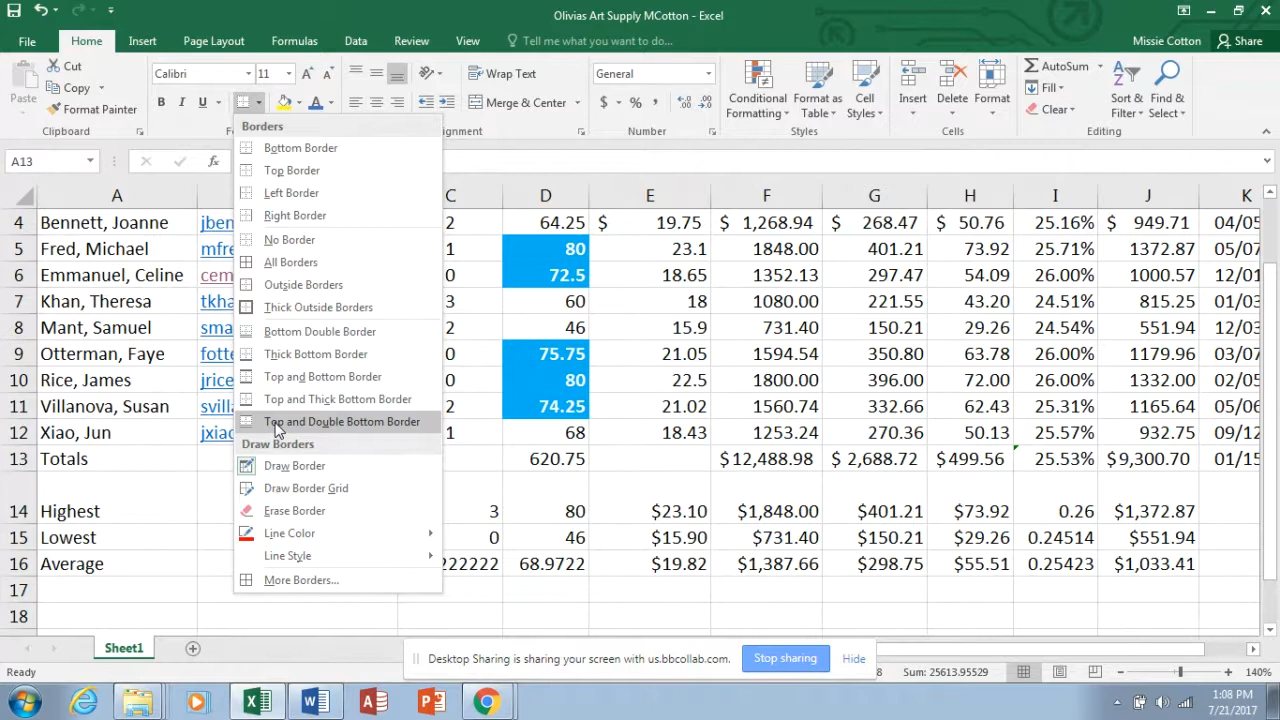 Olivias Art Supply MCotton - Excel
File Home Insert Page Layout Formulas Data Review View Tell me what you want to do... Missie Cotton Share
Cut
Copy
Format Painter
Paste
Clipboard
Calibri 11
B I U
Wrap Text
Merge & Center
General
$ % ,
Number
Conditional Formatting
Format as Table
Cell Styles
Styles
Insert Delete Format
Cells
AutoSum
Fill
Clear
Sort & Filter
Find & Select
Editing
A13
Borders
Bottom Border
Top Border
Left Border
Right Border
No Border
All Borders
Outside Borders
Thick Outside Borders
Bottom Double Border
Thick Bottom Border
Top and Bottom Border
Top and Thick Bottom Border
Top and Double Bottom Border
Draw Borders
Draw Border
Draw Border Grid
Erase Border
Line Color
Line Style
More Borders...
A C D E F G H I J K
4 Bennett, Joanne jben 2 64.25 $ 19.75 $ 1,268.94 $ 268.47 $ 50.76 25.16% $ 949.71 04/05
5 Fred, Michael mfre 1 80 23.1 1848.00 401.21 73.92 25.71% 1372.87 05/07
6 Emmanuel, Celine cem 0 72.5 18.65 1352.13 297.47 54.09 26.00% 1000.57 12/01
7 Khan, Theresa tkha 3 60 18 1080.00 221.55 43.20 24.51% 815.25 03/05
8 Mant, Samuel sma 2 46 15.9 731.40 150.21 29.26 24.54% 551.94 12/03
9 Otterman, Faye fotte 0 75.75 21.05 1594.54 350.80 63.78 26.00% 1179.96 03/05
10 Rice, James jrice 0 80 22.5 1800.00 396.00 72.00 26.00% 1332.00 02/05
11 Villanova, Susan svilla 2 74.25 21.02 1560.74 332.66 62.43 25.31% 1165.64 05/06
12 Xiao, Jun jxiao 1 68 18.43 1253.24 270.36 50.13 25.57% 932.75 09/12
13 Totals 620.75 $12,488.98 $ 2,688.72 $499.56 25.53% $9,300.70 01/15
14 Highest 3 80 $23.10 $1,848.00 $401.21 $73.92 0.26 $1,372.87
15 Lowest 0 46 $15.90 $731.40 $150.21 $29.26 0.24514 $551.94
16 Average 222222 68.9722 $19.82 $1,387.66 $298.75 $55.51 0.25423 $1,033.41
17
18
Sheet1
Desktop Sharing is sharing your screen with us.bbcollab.com. Stop sharing Hide
Ready Sum: 25613.95529 140%
1:08 PM
7/21/2017